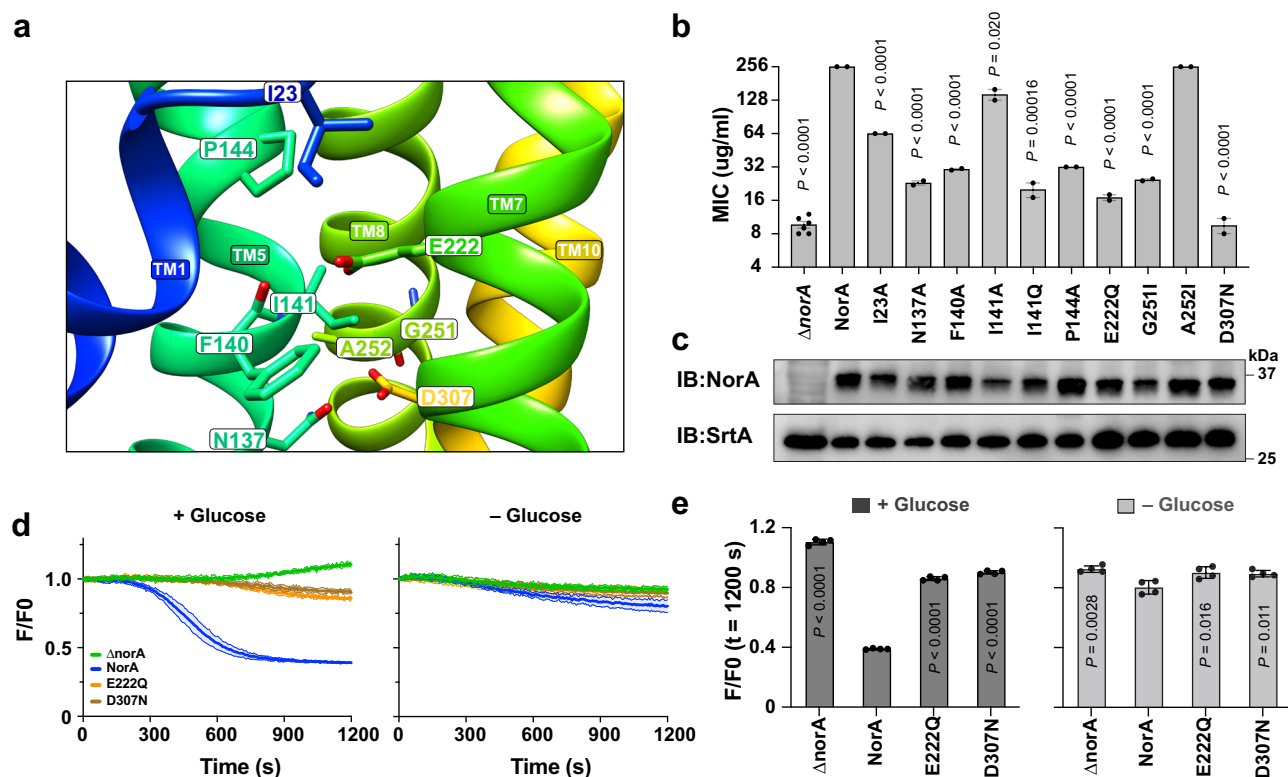 a
I23
P144
TM7
TM8
E222
TM10
TM1
TM5
I141
G251
F140
A252
D307
N137
b
MIC (ug/ml)
256
128
64
32
16
8
4
P < 0.0001
P < 0.0001
P < 0.0001
P < 0.0001
P = 0.020
P = 0.00016
P < 0.0001
P < 0.0001
P < 0.0001
P < 0.0001
ΔnorA
NorA
I23A
N137A
F140A
I141A
I141Q
P144A
E222Q
G251I
A252I
D307N
c
kDa
IB:NorA
37
IB:SrtA
25
d
+ Glucose
– Glucose
F/F0
1.0
0.5
0
ΔnorA
NorA
E222Q
D307N
0 300 600 900 1200
0 300 600 900 1200
Time (s)
Time (s)
e
+ Glucose
– Glucose
F/F0 (t = 1200 s)
1.2
0.8
0.4
0
P < 0.0001
P < 0.0001
P < 0.0001
P = 0.0028
P = 0.016
P = 0.011
ΔnorA
NorA
E222Q
D307N
ΔnorA
NorA
E222Q
D307N